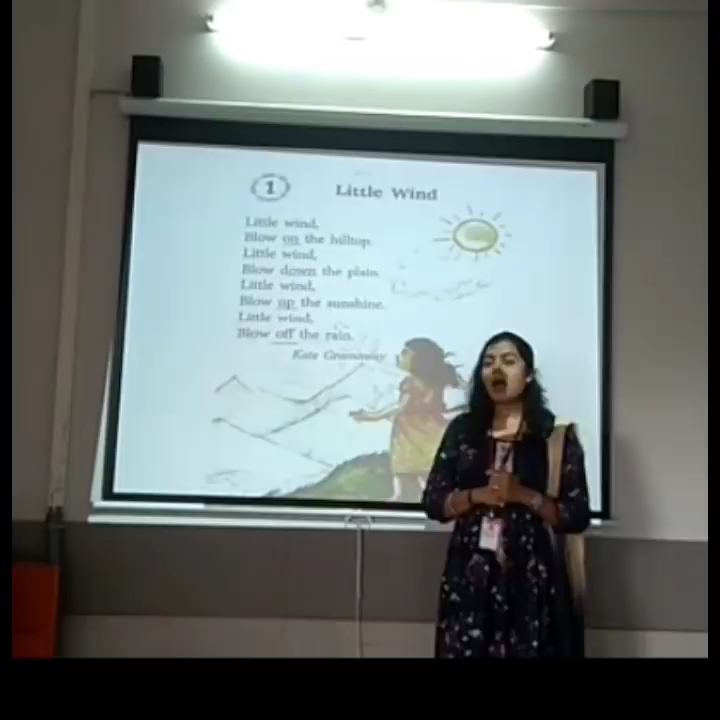 1
Little Wind
Little wind,
Blow on the hilltop.
Little wind,
Blow down the plain.
Little wind,
Blow up the sunshine.
Little wind,
Blow off the rain.
Kate Greenaway